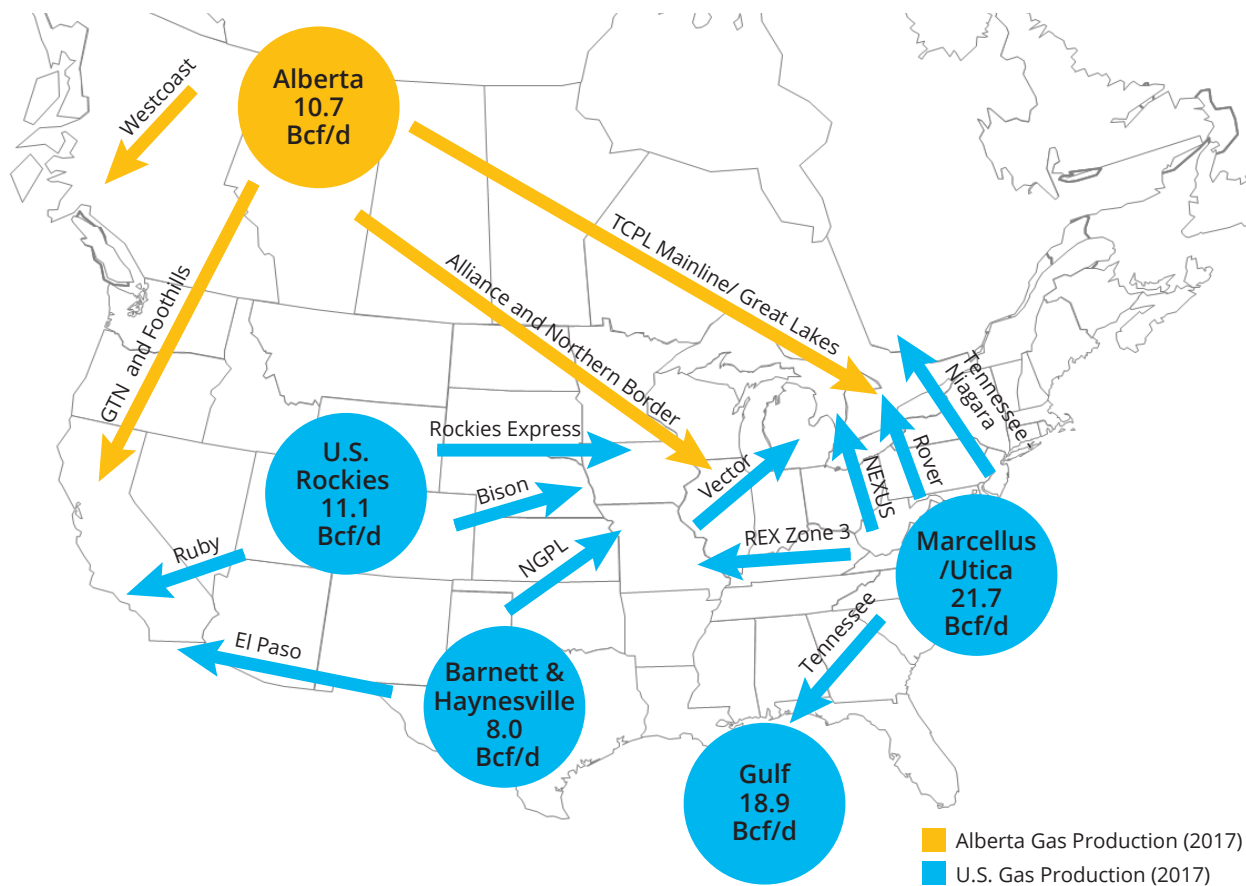 Alberta
10.7
Bcf/d
Westcoast
TCPL Mainline/ Great Lakes
Alliance and Northern Border
GTN and Foothills
Tennessee -
Niagara
Rockies Express
U.S.
Rockies
11.1
Bcf/d
Bison
Vector
NEXUS
Rover
Ruby
NGPL
REX Zone 3
Marcellus
/Utica
21.7
Bcf/d
El Paso
Tennessee
Barnett &
Haynesville
8.0
Bcf/d
Gulf
18.9
Bcf/d
Alberta Gas Production (2017)
U.S. Gas Production (2017)